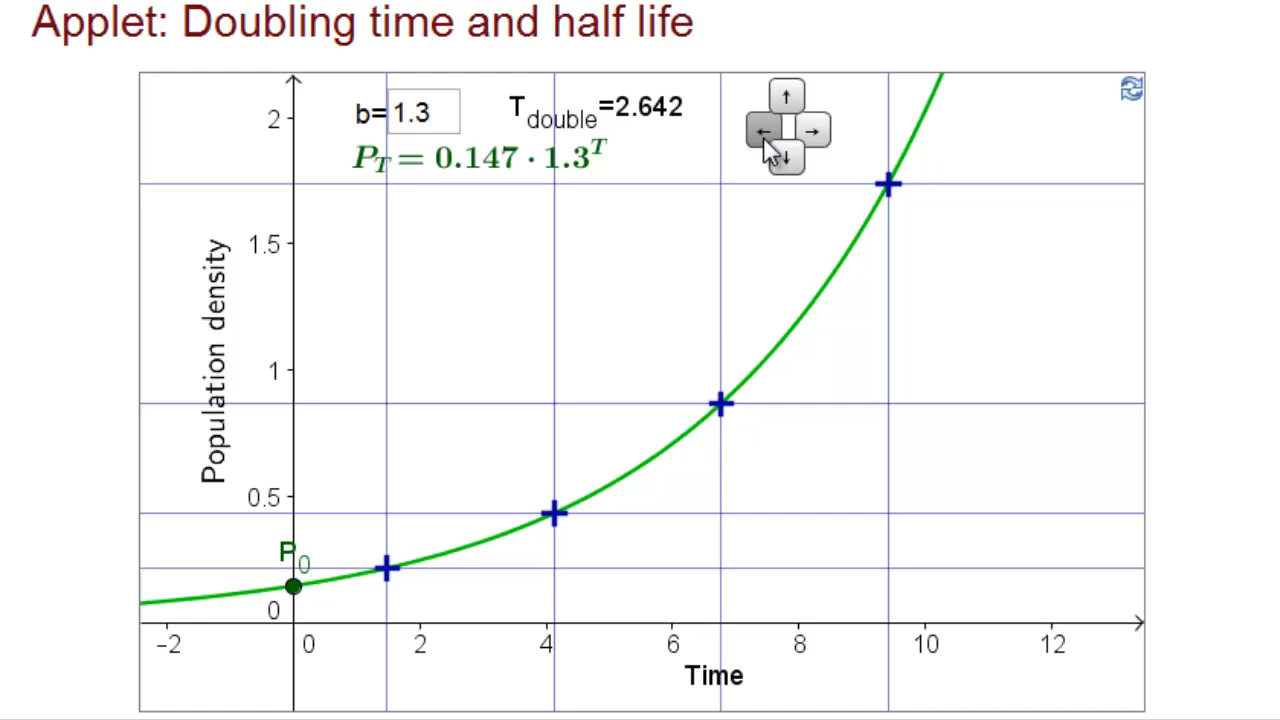 Applet: Doubling time and half life
b=1.3
T_double=2.642
P_T = 0.147 · 1.3^T
↑
← →
↓
Population density
2
1.5
1
0.5
0
P_0
-2 0 2 4 6 8 10 12
Time